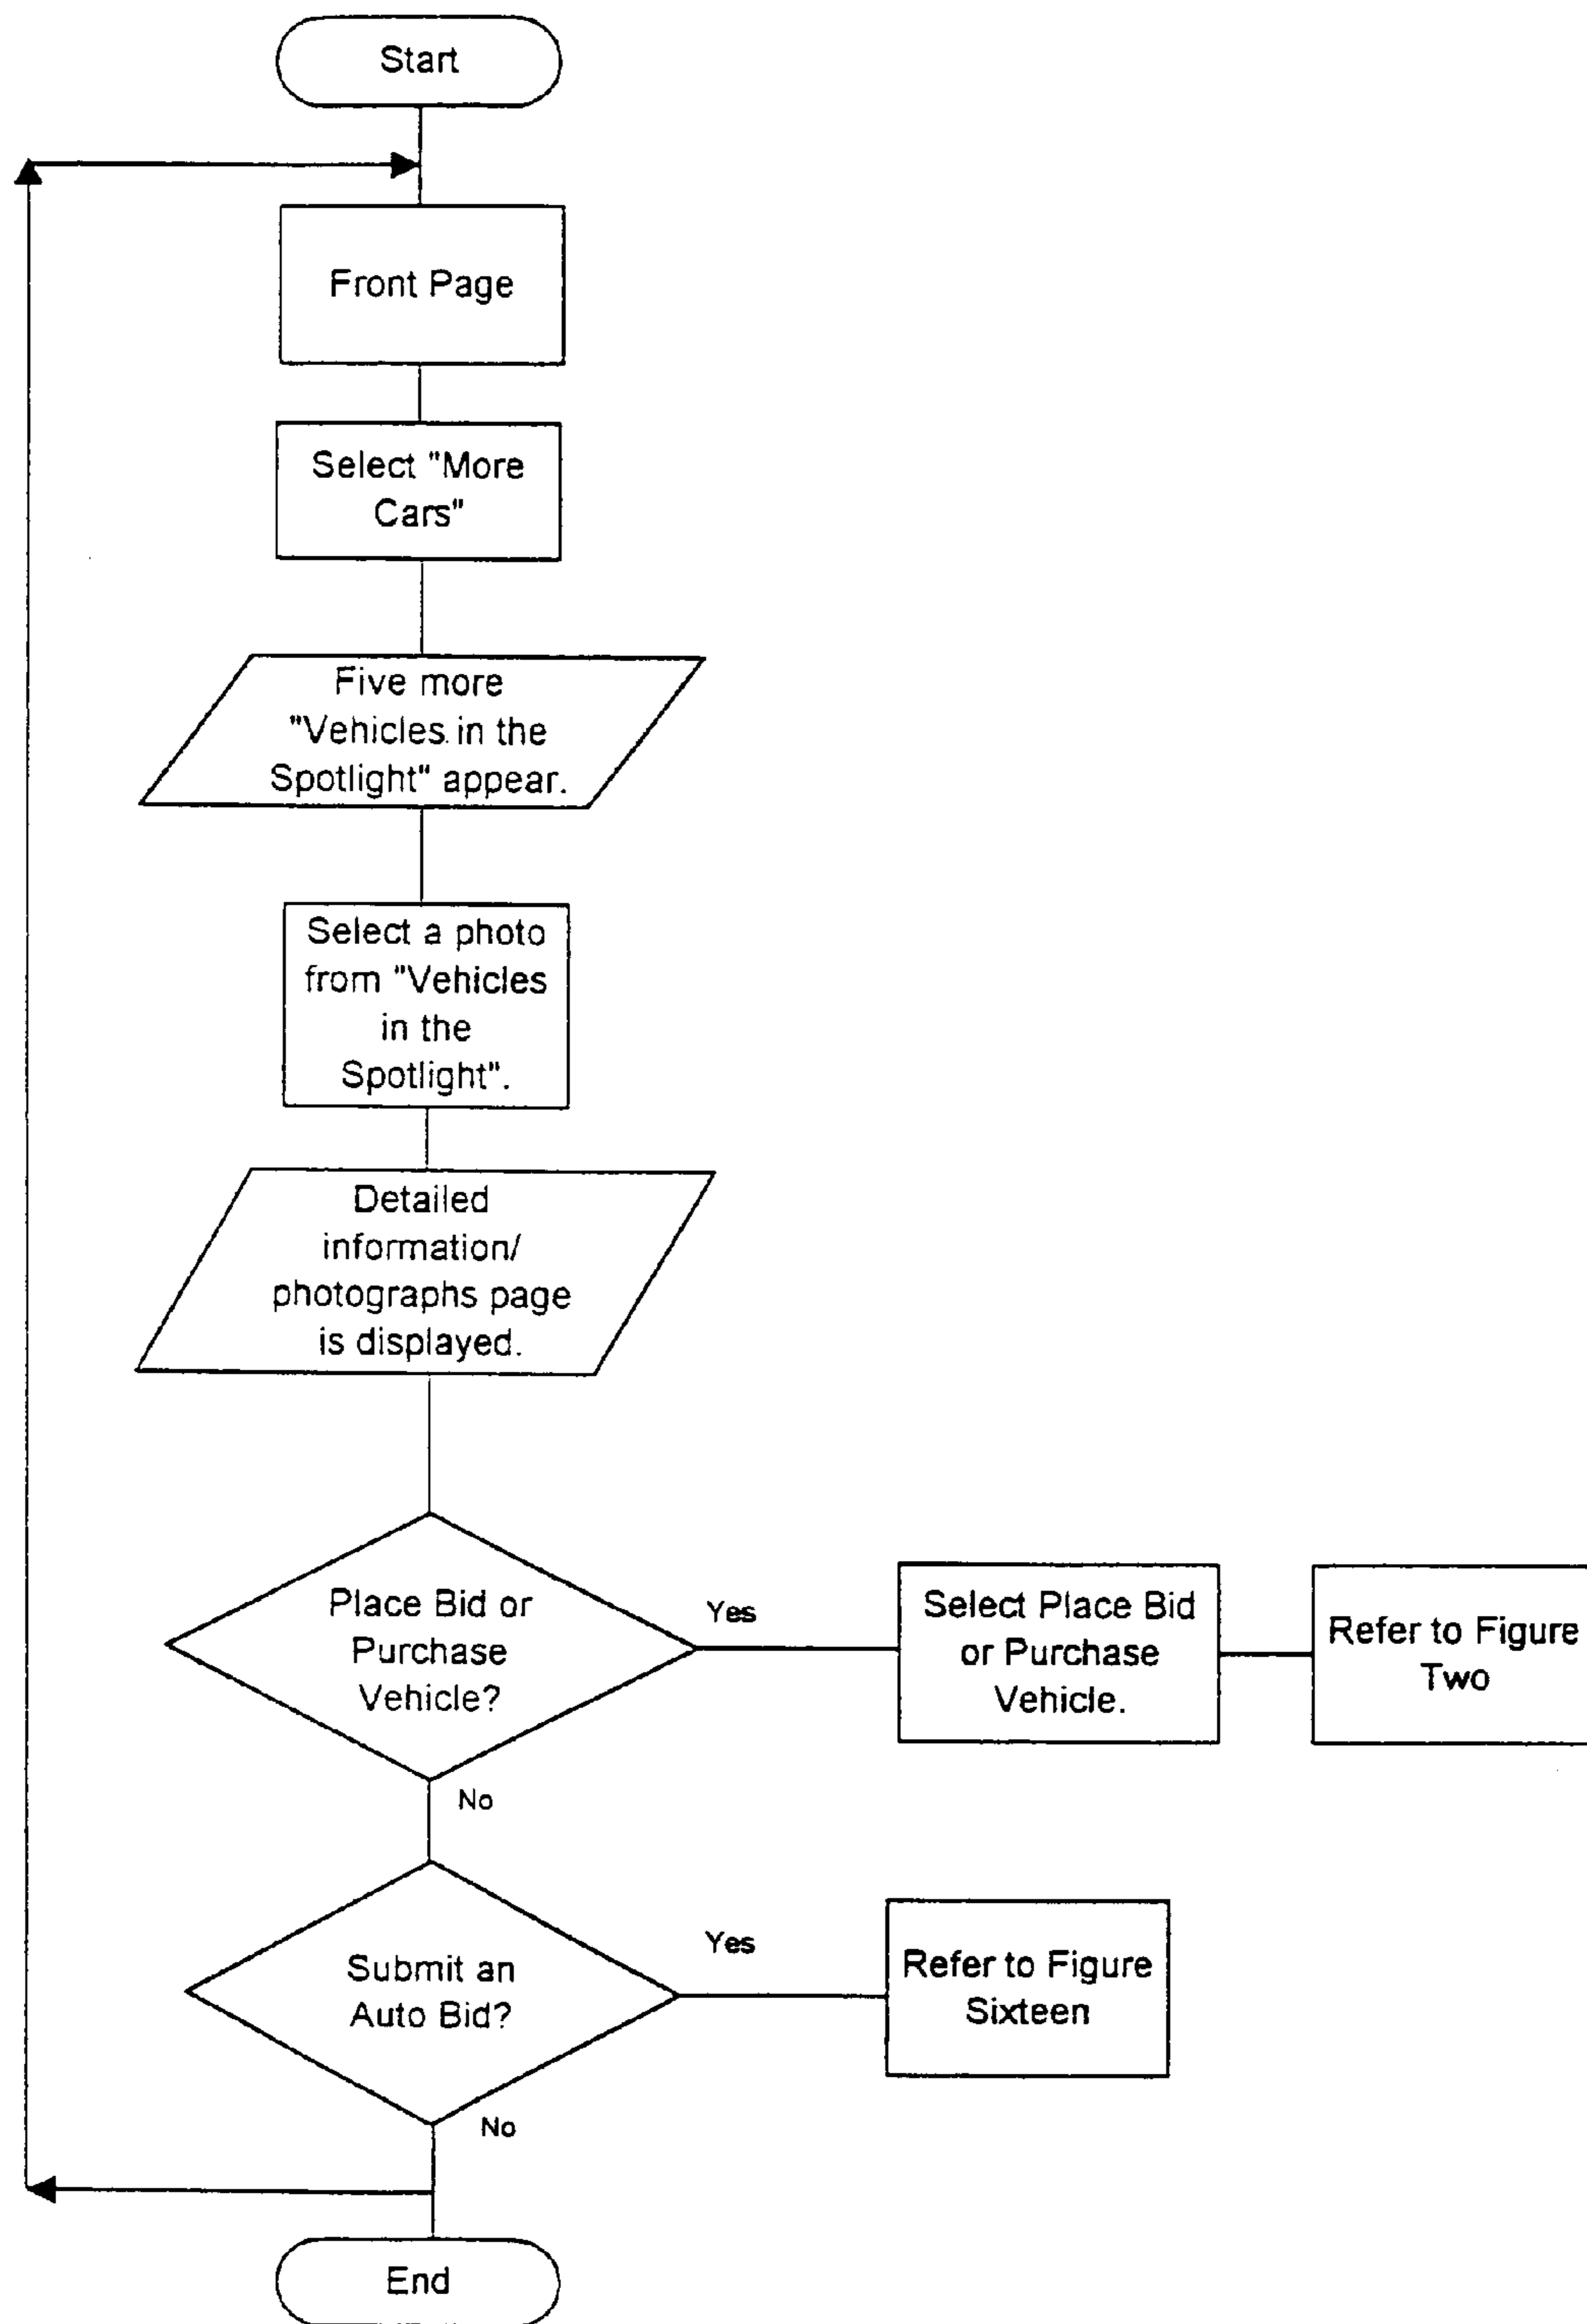 Start
Front Page
Select "More
Cars"
Five more
"Vehicles in the
Spotlight" appear.
Select a photo
from "Vehicles
in the
Spotlight".
Detailed
information/
photographs page
is displayed.
Place Bid or
Purchase
Vehicle?
Yes
Select Place Bid
or Purchase
Vehicle.
Refer to Figure
Two
No
Submit an
Auto Bid?
Yes
Refer to Figure
Sixteen
No
End